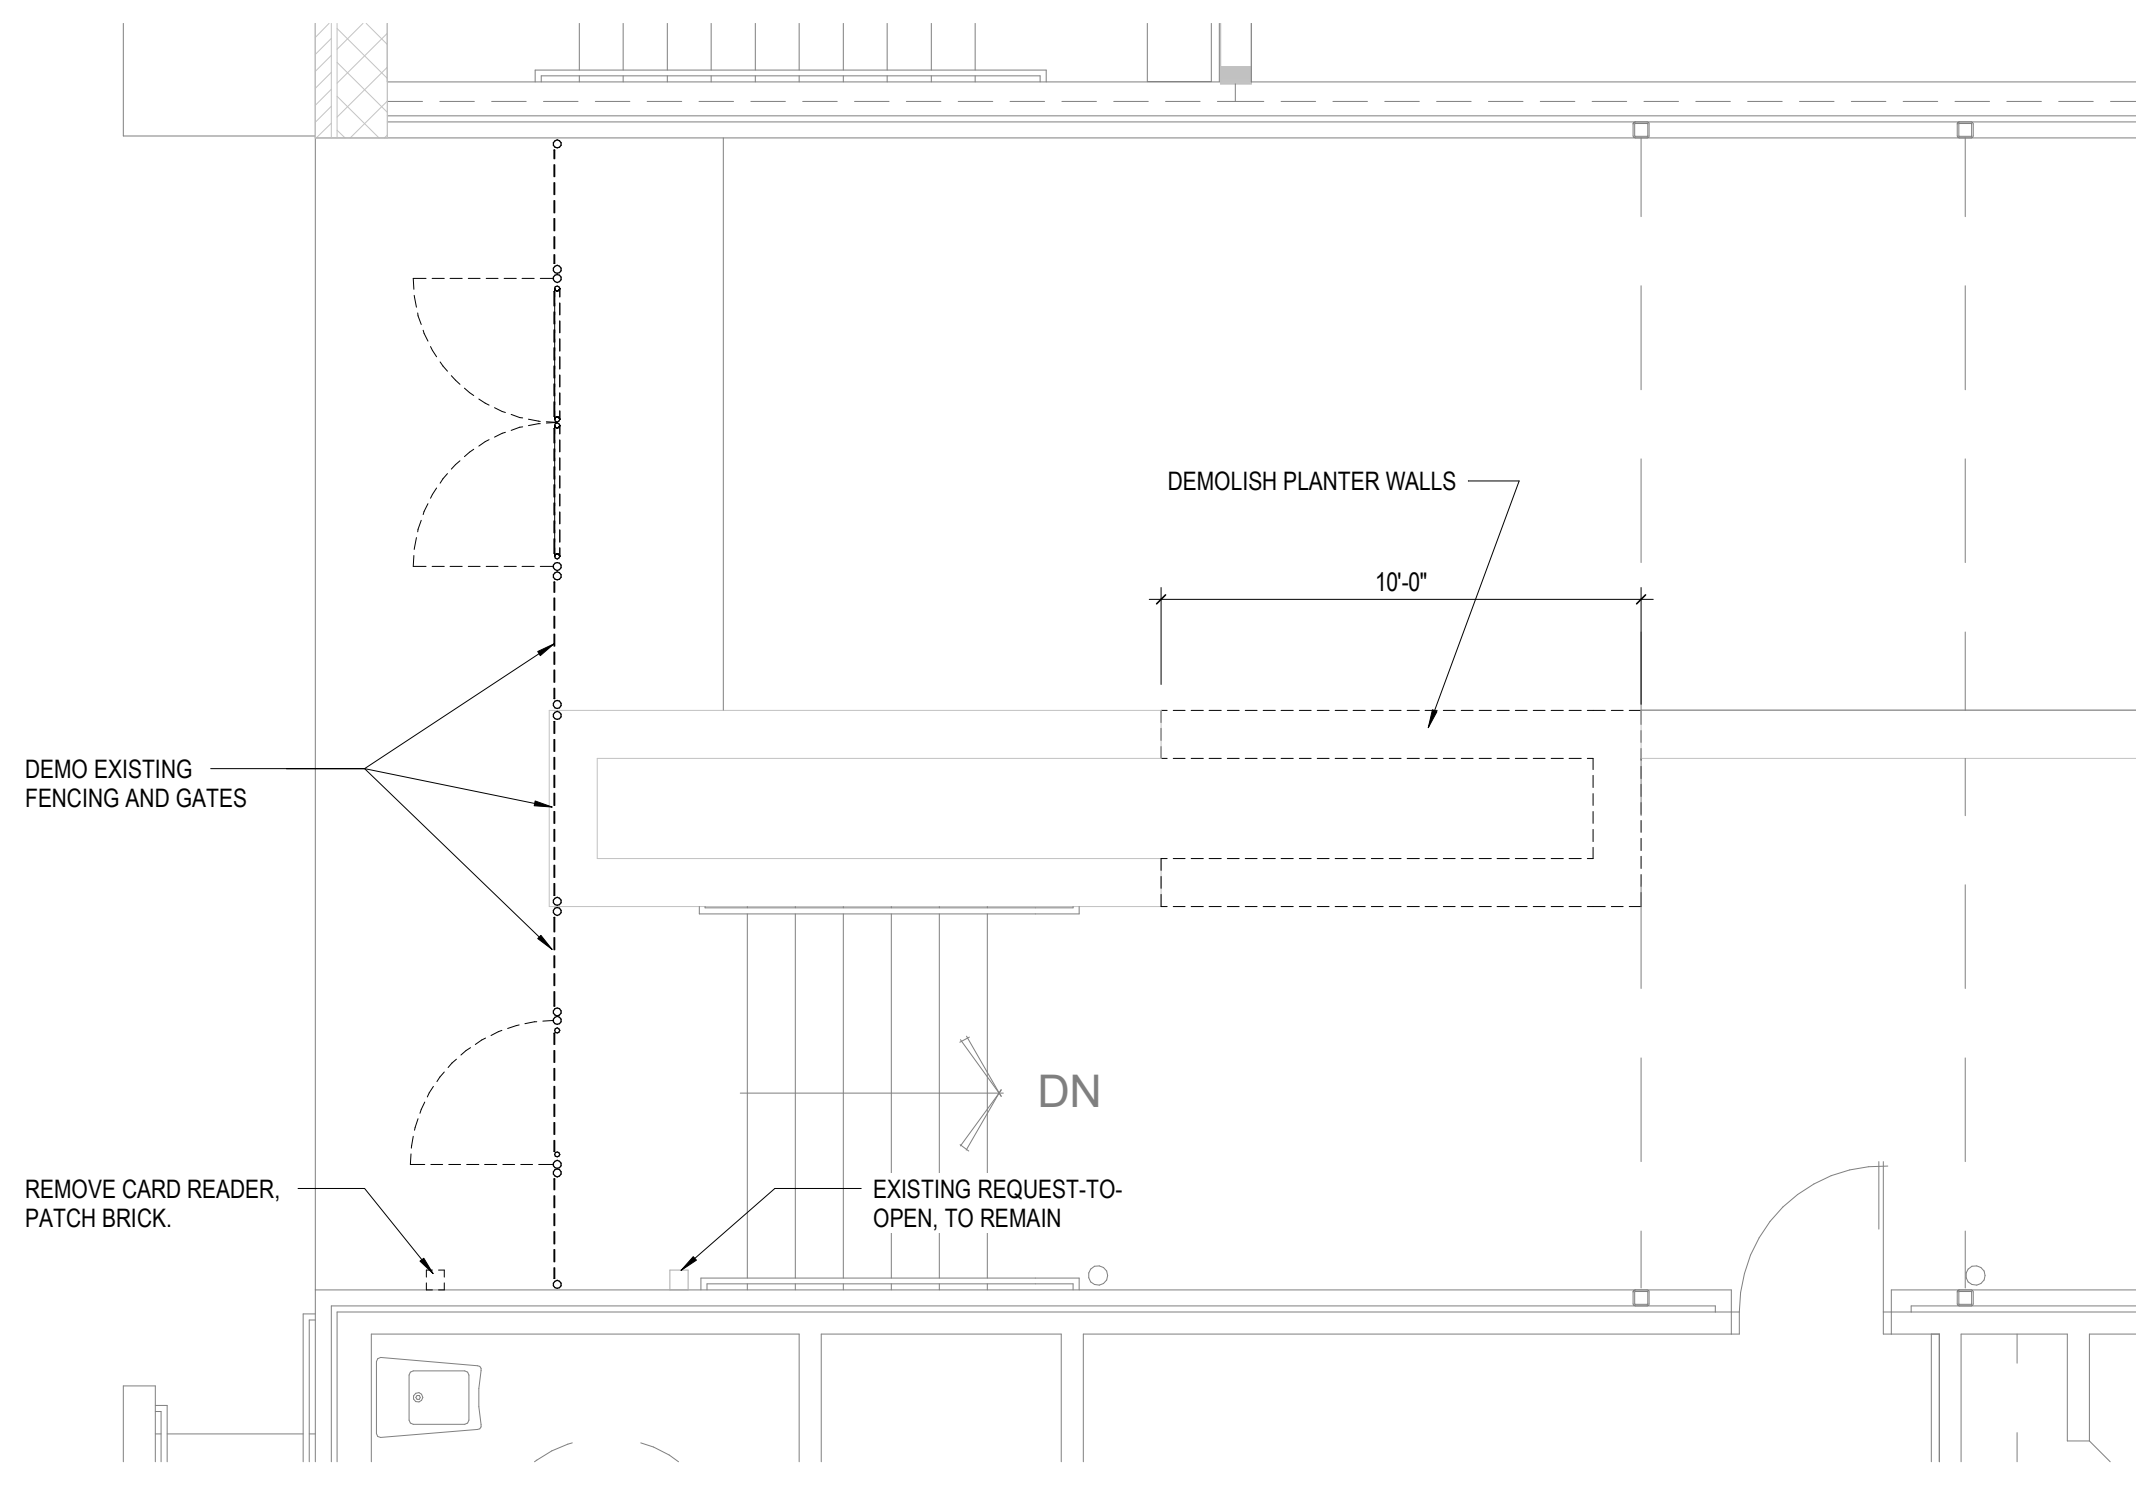 DEMOLISH PLANTER WALLS
10'-0"
DEMO EXISTING
FENCING AND GATES
DN
REMOVE CARD READER,
PATCH BRICK.
EXISTING REQUEST-TO-
OPEN, TO REMAIN